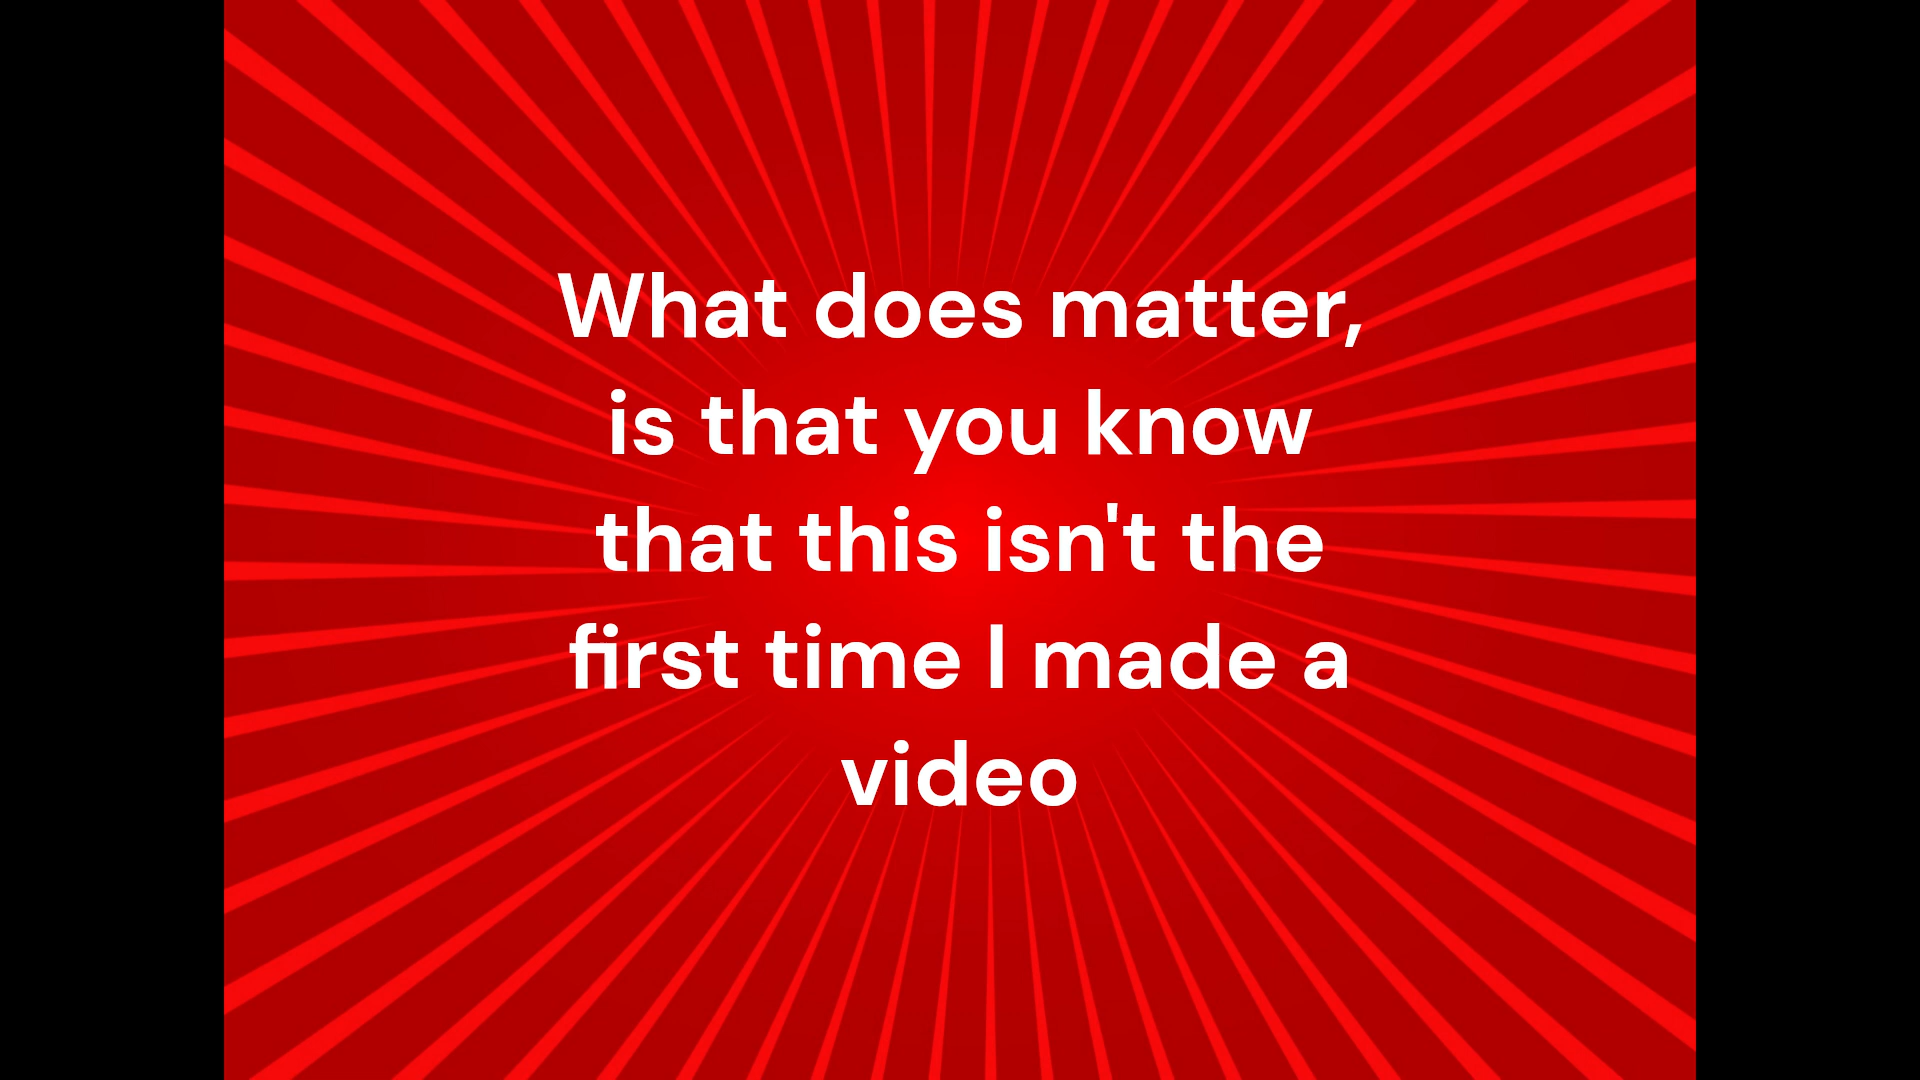 What does matter,
is that you know
that this isn't the
first time I made a
video